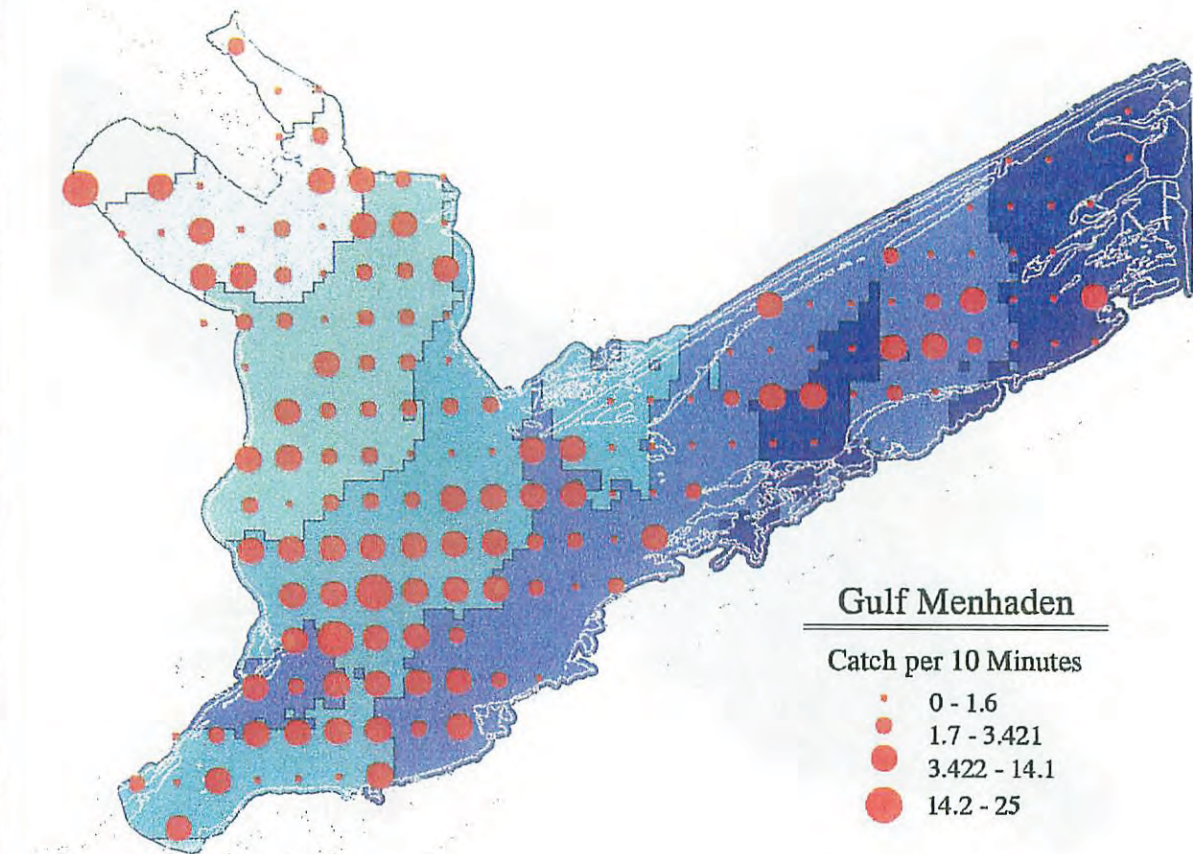 Gulf Menhaden
Catch per 10 Minutes
0 - 1.6
1.7 - 3.421
3.422 - 14.1
14.2 - 25